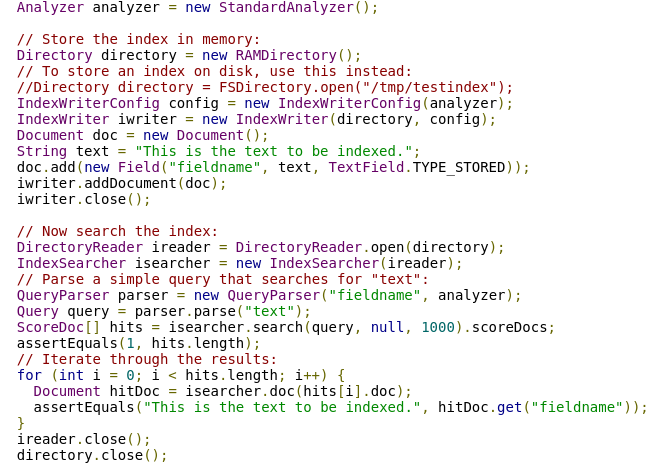 Analyzer analyzer = new StandardAnalyzer();

// Store the index in memory:
Directory directory = new RAMDirectory();
// To store an index on disk, use this instead:
//Directory directory = FSDirectory.open("/tmp/testindex");
IndexWriterConfig config = new IndexWriterConfig(analyzer);
IndexWriter iwriter = new IndexWriter(directory, config);
Document doc = new Document();
String text = "This is the text to be indexed.";
doc.add(new Field("fieldname", text, TextField.TYPE_STORED));
iwriter.addDocument(doc);
iwriter.close();

// Now search the index:
DirectoryReader ireader = DirectoryReader.open(directory);
IndexSearcher isearcher = new IndexSearcher(ireader);
// Parse a simple query that searches for "text":
QueryParser parser = new QueryParser("fieldname", analyzer);
Query query = parser.parse("text");
ScoreDoc[] hits = isearcher.search(query, null, 1000).scoreDocs;
assertEquals(1, hits.length);
// Iterate through the results:
for (int i = 0; i < hits.length; i++) {
  Document hitDoc = isearcher.doc(hits[i].doc);
  assertEquals("This is the text to be indexed.", hitDoc.get("fieldname"));
}
ireader.close();
directory.close();